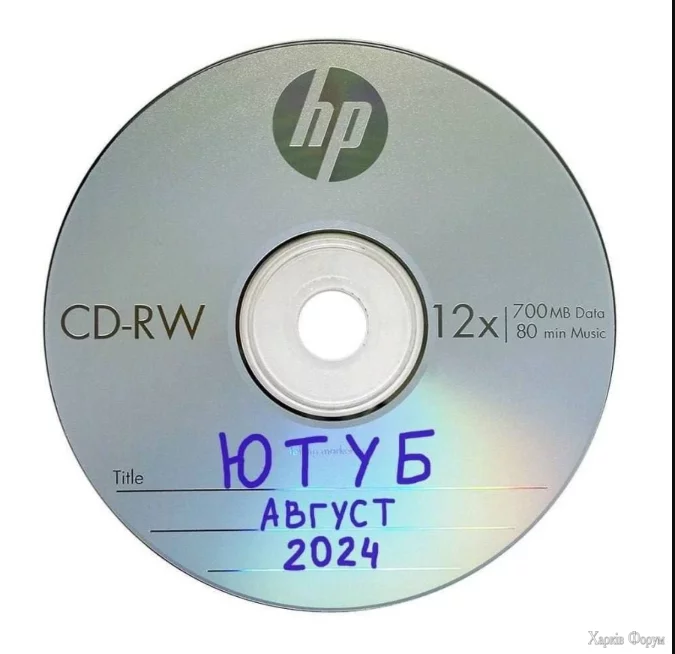 hp
CD-RW
12x
700 MB Data
80 min Music
Title
ЮТУБ
АВГУСТ
2024
Харків Форум